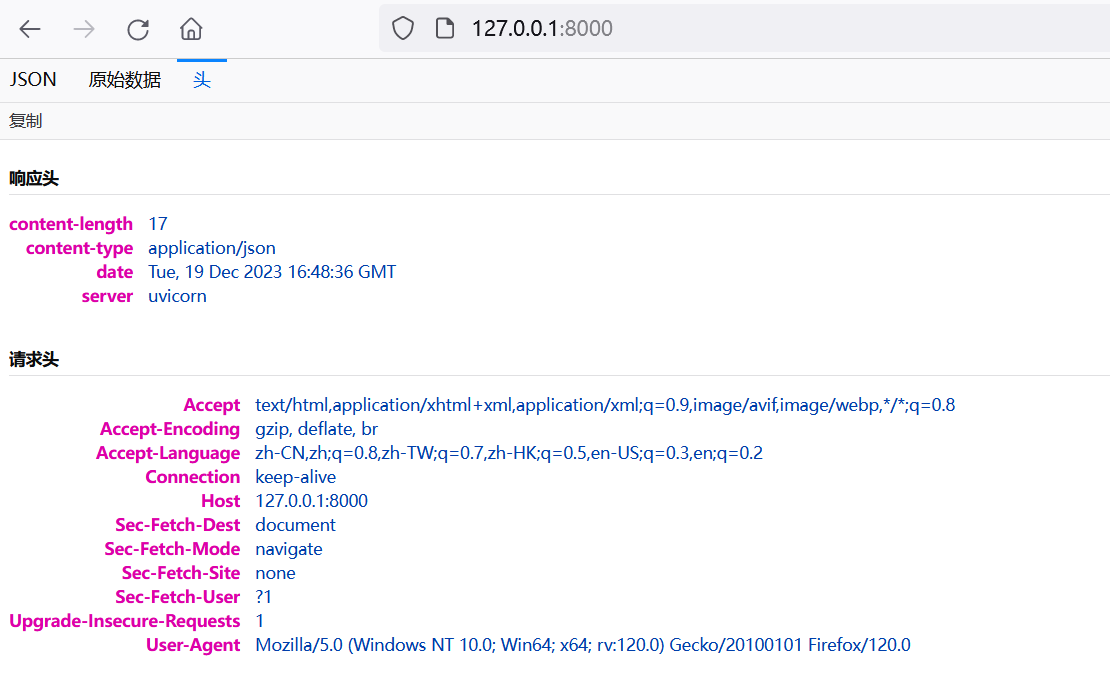 127.0.0.1:8000
JSON 原始数据 头
复制
响应头
content-length 17
content-type application/json
date Tue, 19 Dec 2023 16:48:36 GMT
server uvicorn
请求头
Accept text/html,application/xhtml+xml,application/xml;q=0.9,image/avif,image/webp,*/*;q=0.8
Accept-Encoding gzip, deflate, br
Accept-Language zh-CN,zh;q=0.8,zh-TW;q=0.7,zh-HK;q=0.5,en-US;q=0.3,en;q=0.2
Connection keep-alive
Host 127.0.0.1:8000
Sec-Fetch-Dest document
Sec-Fetch-Mode navigate
Sec-Fetch-Site none
Sec-Fetch-User ?1
Upgrade-Insecure-Requests 1
User-Agent Mozilla/5.0 (Windows NT 10.0; Win64; x64; rv:120.0) Gecko/20100101 Firefox/120.0